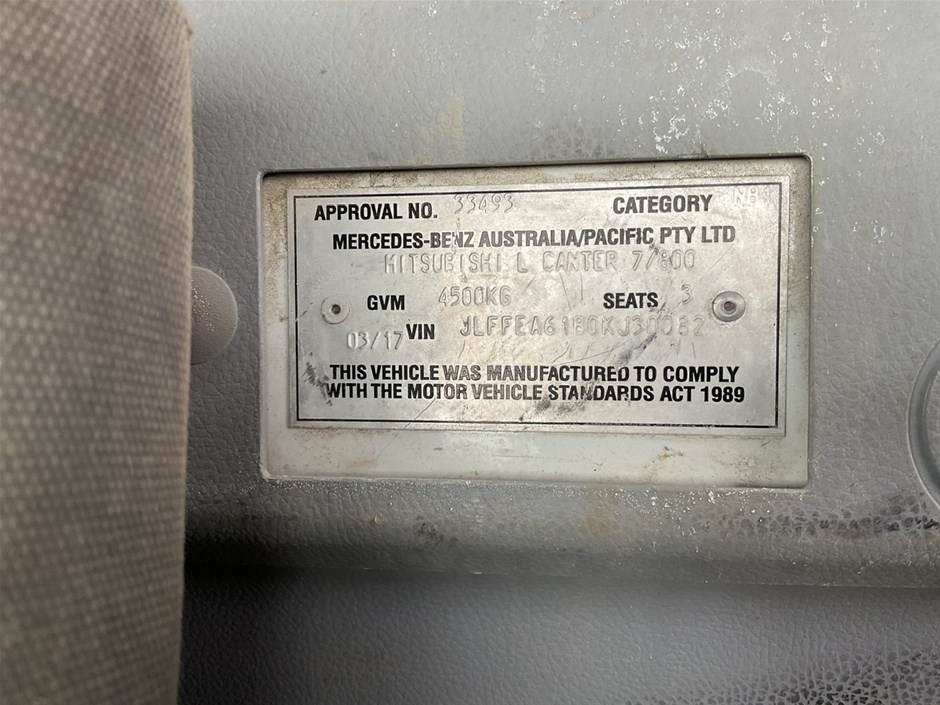 APPROVAL NO. 33493 CATEGORY
MERCEDES-BENZ AUSTRALIA/PACIFIC PTY LTD
MITSUBISHI L CANTER 7/800
GVM 4500KG SEATS 3
03/17 VIN JLFFEA61B0KJ30082
THIS VEHICLE WAS MANUFACTURED TO COMPLY
WITH THE MOTOR VEHICLE STANDARDS ACT 1989